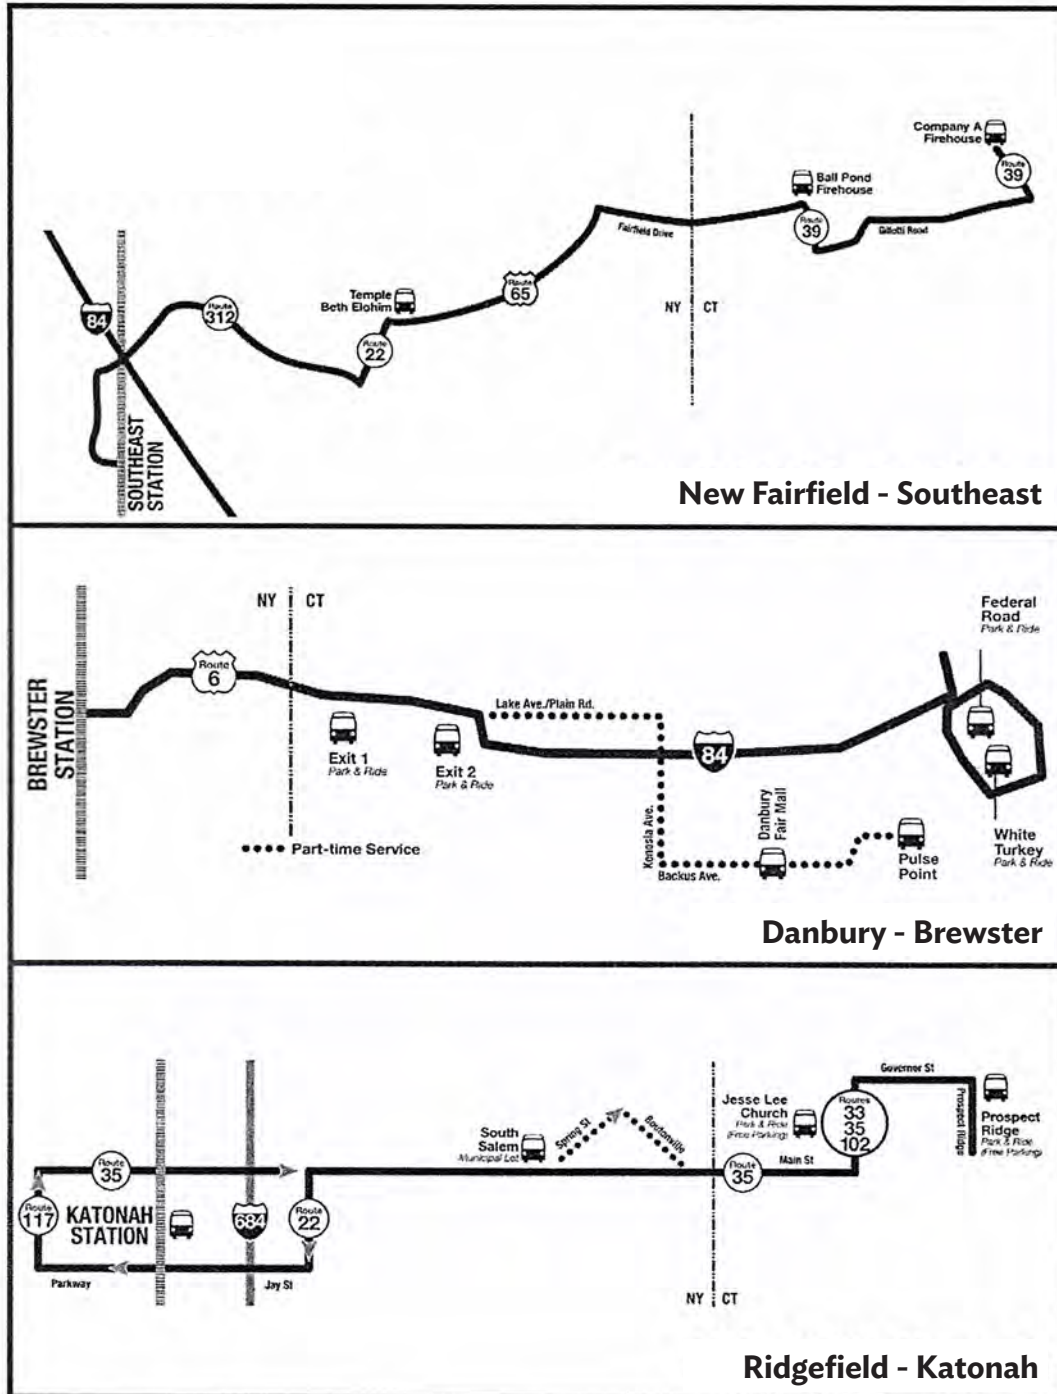 Company A
Firehouse
Route
39
Ball Pond
Firehouse
Route
39
Gillotti Road
Fairfield Drive
NY
CT
Route
65
Temple
Beth Elohim
Route
22
Route
312
84
SOUTHEAST
STATION
New Fairfield - Southeast
NY
CT
Federal
Road
Park & Ride
Route
6
BREWSTER
STATION
Lake Ave./Plain Rd.
Exit 1
Park & Ride
Exit 2
Park & Ride
84
Kenosia Ave.
Danbury
Fair Mall
Part-time Service
Backus Ave.
Pulse
Point
White
Turkey
Park & Ride
Danbury - Brewster
Governor St
Jesse Lee
Church
Park & Ride
(Free Parking)
Routes
33
35
102
Prospect Ridge
Prospect
Ridge
Park & Ride
(Free Parking)
South
Salem
Municipal Lot
Spring St
Boutonville
Route
35
Main St
Route
35
Route
117
KATONAH
STATION
684
Route
22
Parkway
Jay St
NY
CT
Ridgefield - Katonah